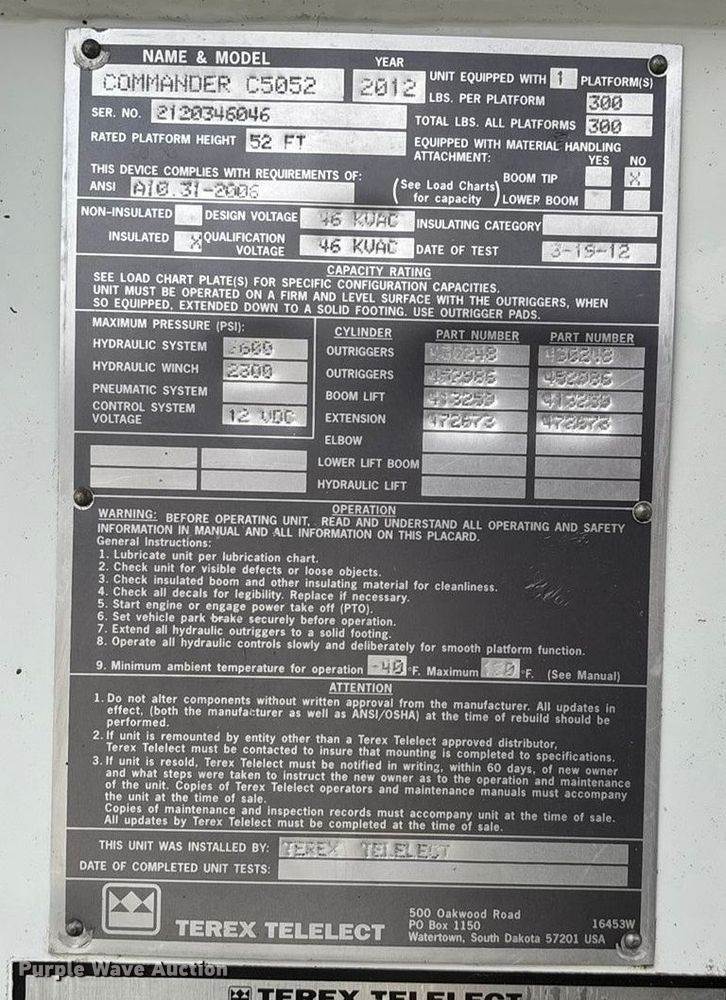 NAME & MODEL YEAR
COMMANDER C5052 2012 UNIT EQUIPPED WITH 1 PLATFORM(S)
LBS. PER PLATFORM 300
SER. NO. 2120346046 TOTAL LBS. ALL PLATFORMS 300
RATED PLATFORM HEIGHT 52 FT EQUIPPED WITH MATERIAL HANDLING
ATTACHMENT: YES NO
THIS DEVICE COMPLIES WITH REQUIREMENTS OF: BOOM TIP X
ANSI A10.31-2006 (See Load Charts for capacity) LOWER BOOM
NON-INSULATED DESIGN VOLTAGE 46 KVAC INSULATING CATEGORY
INSULATED X QUALIFICATION VOLTAGE 46 KVAC DATE OF TEST 3-19-12
CAPACITY RATING
SEE LOAD CHART PLATE(S) FOR SPECIFIC CONFIGURATION CAPACITIES.
UNIT MUST BE OPERATED ON A FIRM AND LEVEL SURFACE WITH THE OUTRIGGERS, WHEN
SO EQUIPPED, EXTENDED DOWN TO A SOLID FOOTING. USE OUTRIGGER PADS.
MAXIMUM PRESSURE (PSI):
HYDRAULIC SYSTEM
HYDRAULIC WINCH 2300
PNEUMATIC SYSTEM
CONTROL SYSTEM
VOLTAGE 12 VDC
CYLINDER PART NUMBER PART NUMBER
OUTRIGGERS
OUTRIGGERS 452986 452986
BOOM LIFT 413259 413259
EXTENSION 472673 472673
ELBOW
LOWER LIFT BOOM
HYDRAULIC LIFT
OPERATION
WARNING: BEFORE OPERATING UNIT, READ AND UNDERSTAND ALL OPERATING AND SAFETY
INFORMATION IN MANUAL AND ALL INFORMATION ON THIS PLACARD.
General Instructions:
1. Lubricate unit per lubrication chart.
2. Check unit for visible defects or loose objects.
3. Check insulated boom and other insulating material for cleanliness.
4. Check all decals for legibility. Replace if necessary.
5. Start engine or engage power take off (PTO).
6. Set vehicle park brake securely before operation.
7. Extend all hydraulic outriggers to a solid footing.
8. Operate all hydraulic controls slowly and deliberately for smooth platform function.
9. Minimum ambient temperature for operation -40 °F. Maximum °F. (See Manual)
ATTENTION
1. Do not alter components without written approval from the manufacturer. All updates in
effect, (both the manufacturer as well as ANSI/OSHA) at the time of rebuild should be
performed.
2. If unit is remounted by entity other than a Terex Telelect approved distributor,
Terex Telelect must be contacted to insure that mounting is completed to specifications.
3. If unit is resold, Terex Telelect must be notified in writing, within 60 days, of new owner
and what steps were taken to instruct the new owner as to the operation and maintenance
of the unit. Copies of Terex Telelect operators and maintenance manuals must accompany
the unit at the time of sale.
Copies of maintenance and inspection records must accompany unit at the time of sale.
All updates by Terex Telelect must be completed at the time of sale.
THIS UNIT WAS INSTALLED BY: TEREX TELELECT
DATE OF COMPLETED UNIT TESTS:
TEREX TELELECT
500 Oakwood Road
PO Box 1150
Watertown, South Dakota 57201 USA
16453W
Purple Wave Auction
TEREX TELELECT